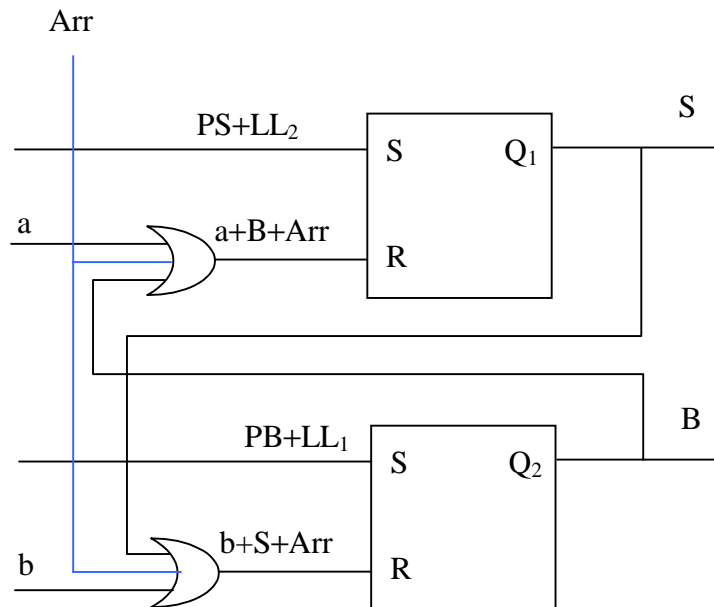 Arr
PS+LL₂
S
S
Q₁
a
a+B+Arr
R
B
PB+LL₁
S
Q₂
b
b+S+Arr
R